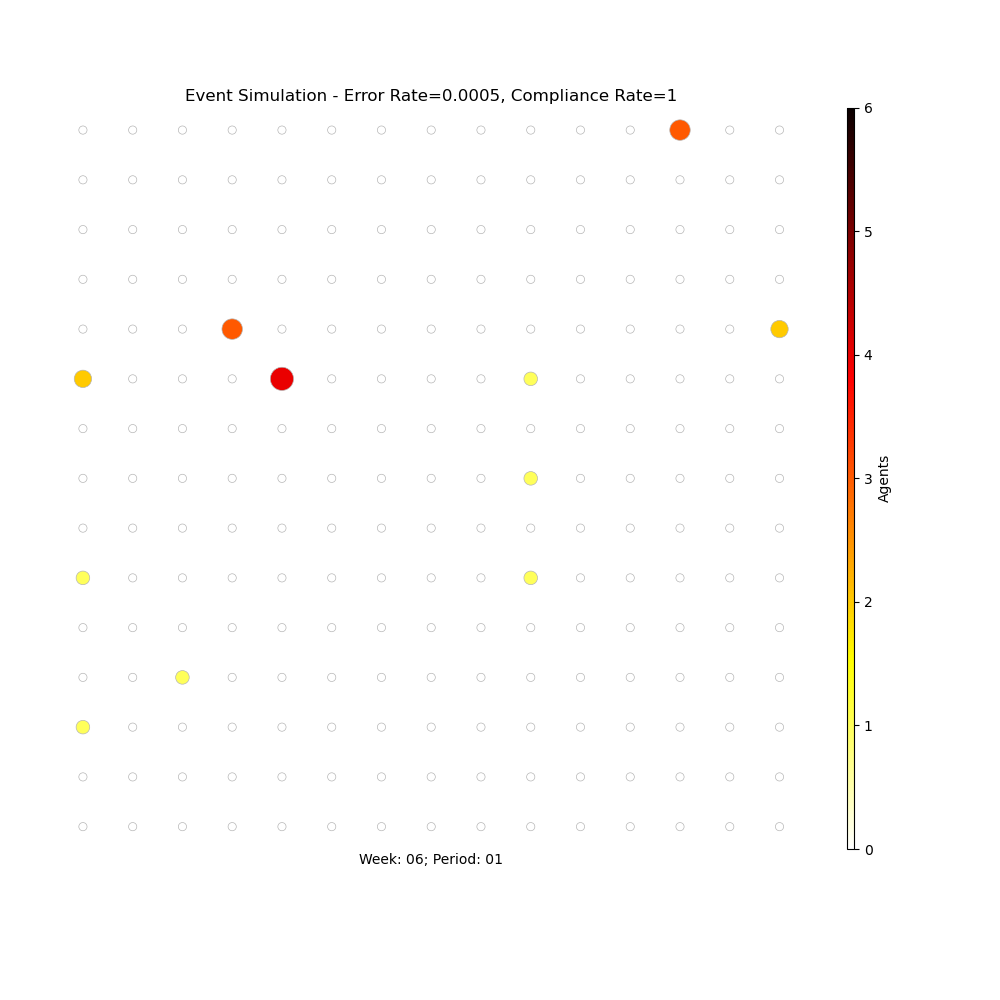 Event Simulation - Error Rate=0.0005, Compliance Rate=1
6
5
4
3
Agents
2
1
0
Week: 06; Period: 01